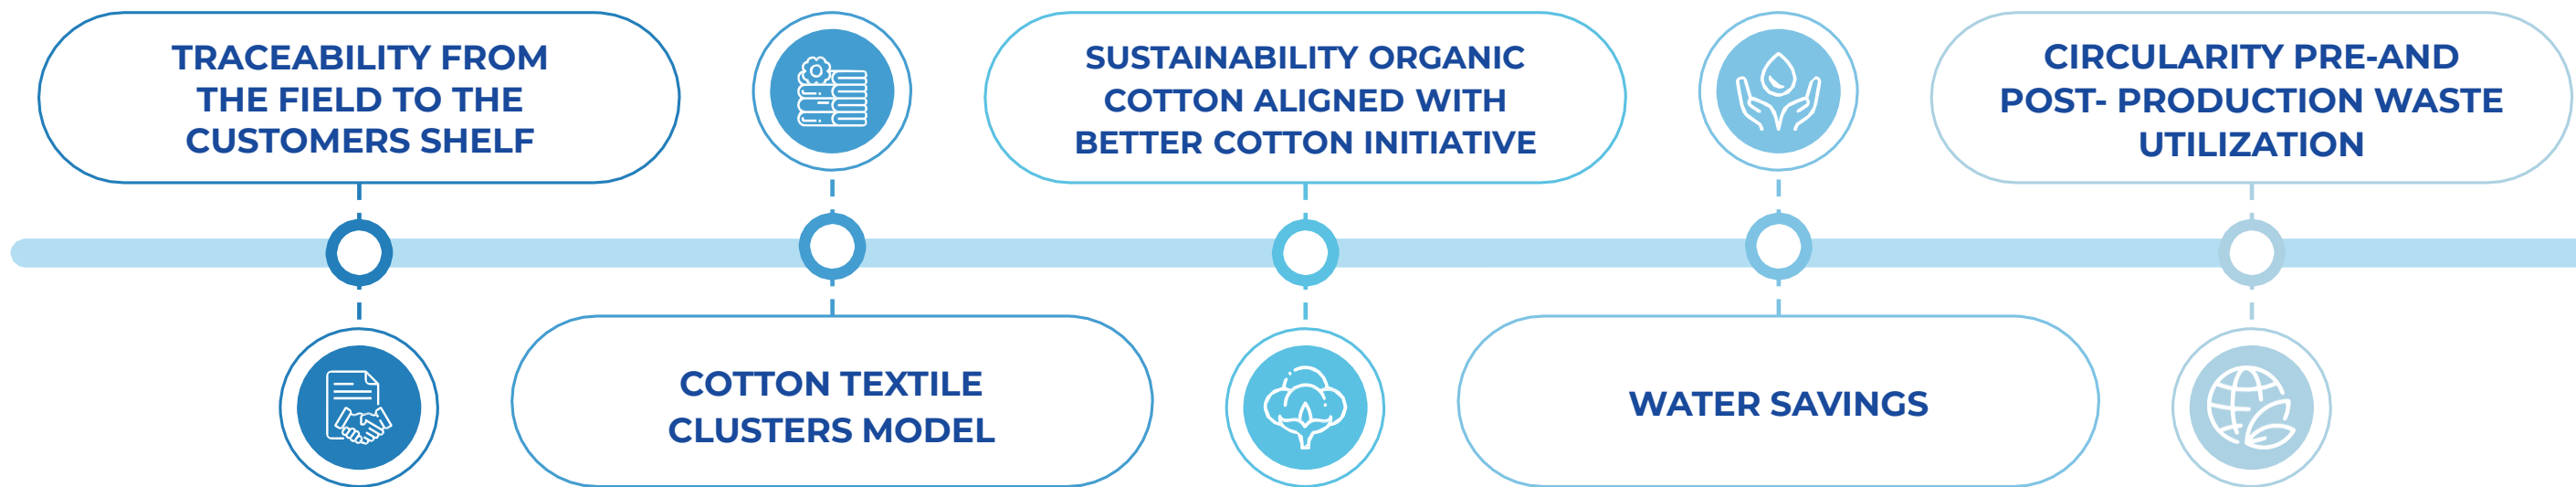 TRACEABILITY FROM
THE FIELD TO THE
CUSTOMERS SHELF
COTTON TEXTILE
CLUSTERS MODEL
SUSTAINABILITY ORGANIC
COTTON ALIGNED WITH
BETTER COTTON INITIATIVE
WATER SAVINGS
CIRCULARITY PRE-AND
POST- PRODUCTION WASTE
UTILIZATION